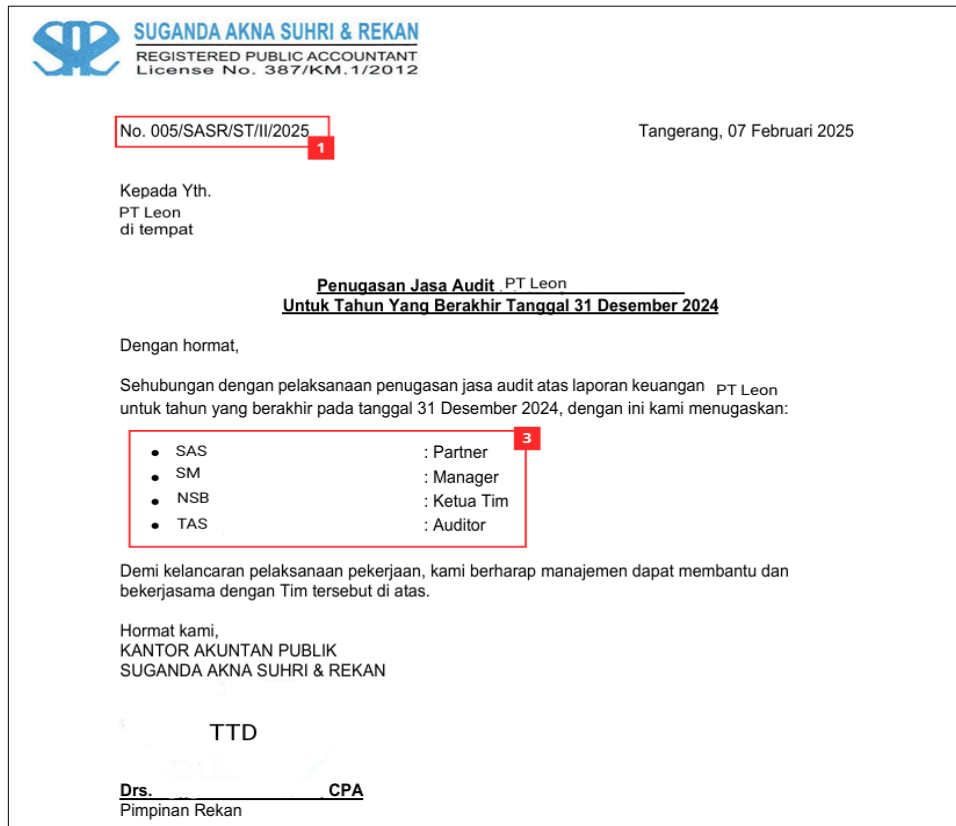 SUGANDA AKNA SUHRI & REKAN
REGISTERED PUBLIC ACCOUNTANT
License No. 387/KM.1/2012
No. 005/SASR/ST/II/2025
1
Tangerang, 07 Februari 2025
Kepada Yth.
PT Leon
di tempat
Penugasan Jasa Audit PT Leon
Untuk Tahun Yang Berakhir Tanggal 31 Desember 2024
Dengan hormat,
Sehubungan dengan pelaksanaan penugasan jasa audit atas laporan keuangan PT Leon
untuk tahun yang berakhir pada tanggal 31 Desember 2024, dengan ini kami menugaskan:
3
• SAS : Partner
• SM : Manager
• NSB : Ketua Tim
• TAS : Auditor
Demi kelancaran pelaksanaan pekerjaan, kami berharap manajemen dapat membantu dan
bekerjasama dengan Tim tersebut di atas.
Hormat kami,
KANTOR AKUNTAN PUBLIK
SUGANDA AKNA SUHRI & REKAN
TTD
Drs. CPA
Pimpinan Rekan